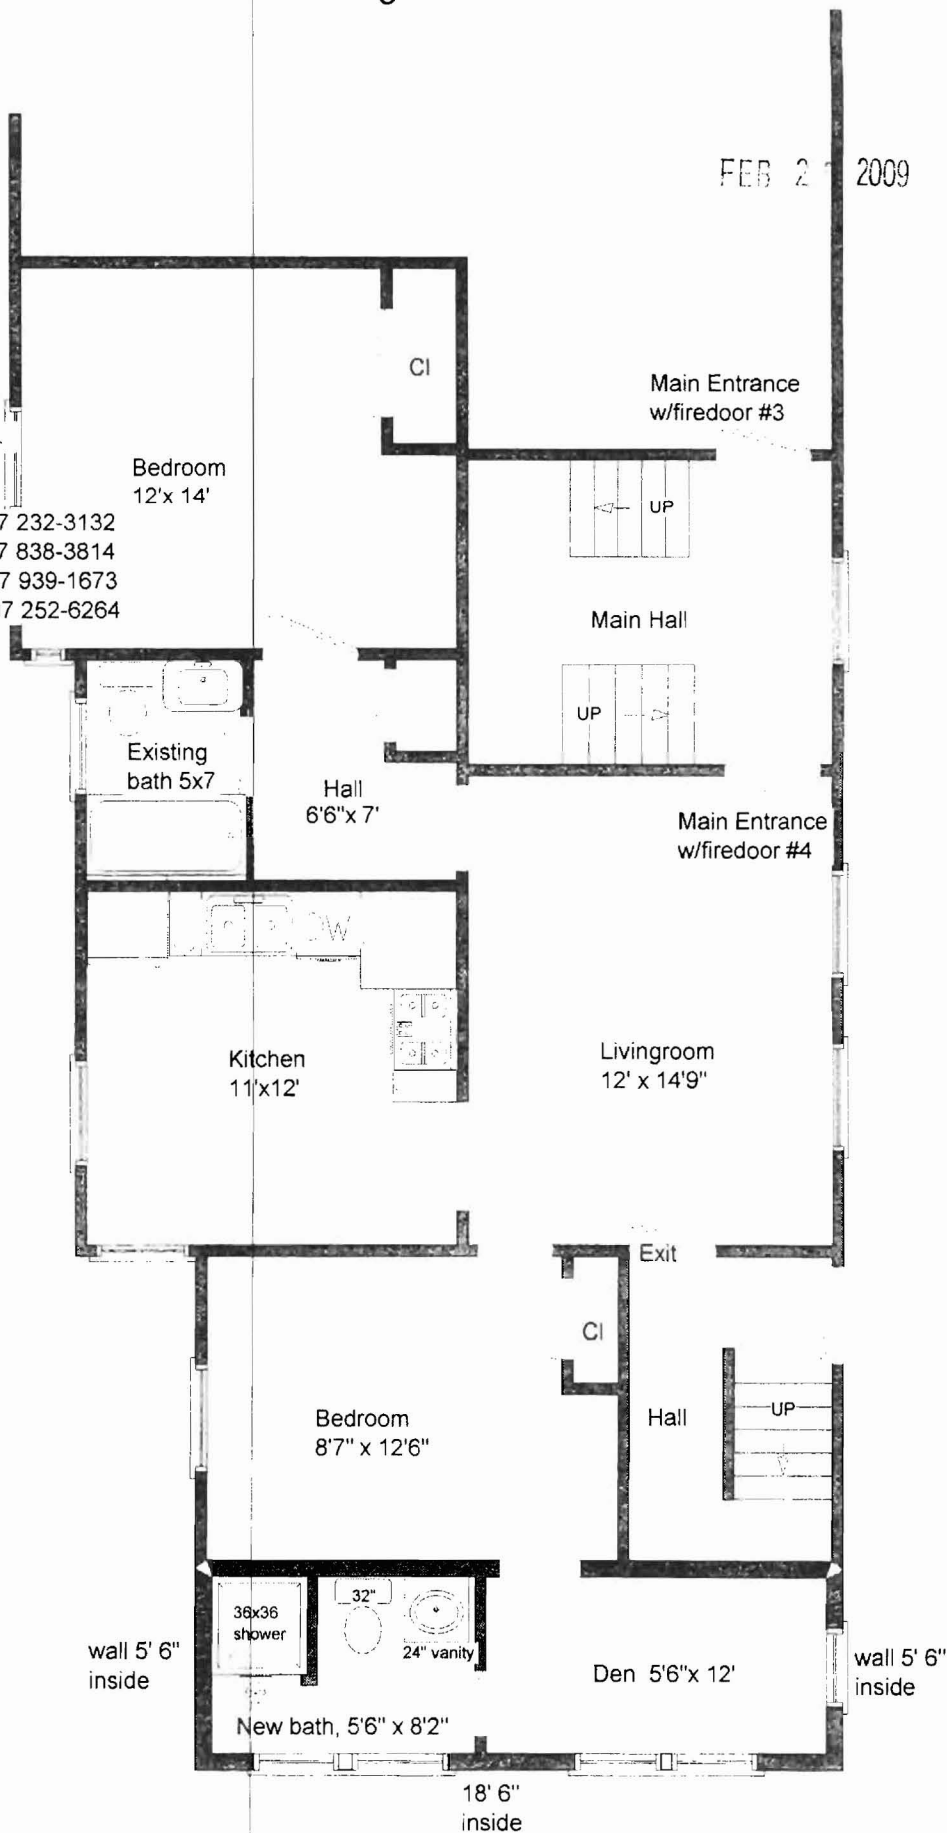 FEB 2 2009
Cl
Main Entrance
w/firedoor #3
Bedroom
12'x 14'
UP
7 232-3132
7 838-3814
7 939-1673
7 252-6264
Main Hall
UP
Existing
bath 5x7
Hall
6'6"x 7'
Main Entrance
w/firedoor #4
DW
Kitchen
11'x12'
Livingroom
12' x 14'9"
Exit
Cl
Bedroom
8'7" x 12'6"
Hall
UP
36x36
shower
32"
24" vanity
wall 5' 6"
inside
Den 5'6"x 12'
wall 5' 6"
inside
New bath, 5'6" x 8'2"
18' 6"
inside